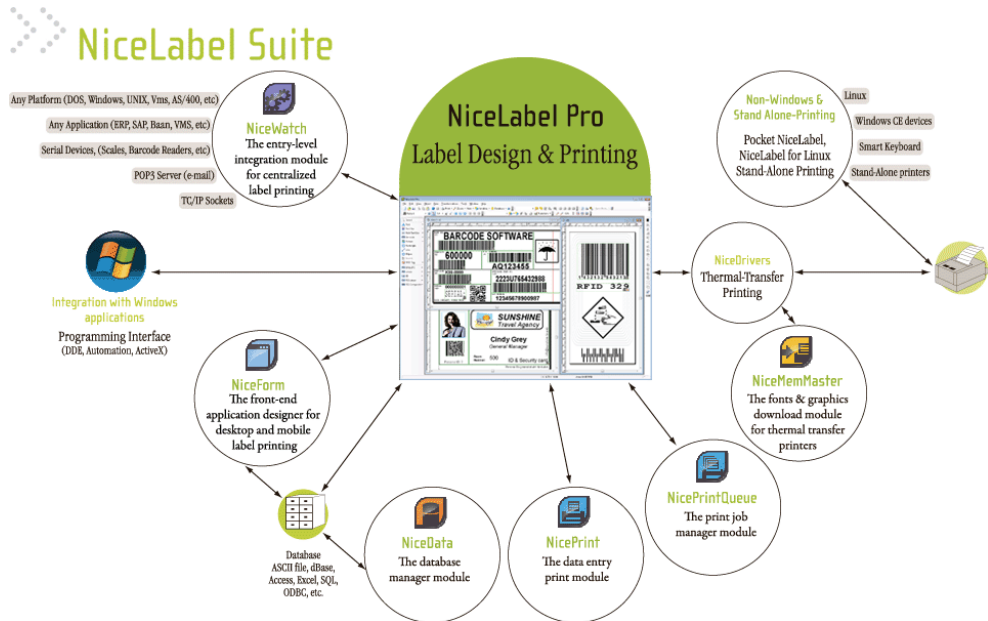 NiceLabel Suite
Any Platform (DOS, Windows, UNIX, Vms, AS/400, etc)
Any Application (ERP, SAP, Baan, VMS, etc)
Serial Devices, (Scales, Barcode Readers, etc)
POP3 Server (e-mail)
TC/IP Sockets
NiceWatch
The entry-level
integration module
for centralized
label printing
NiceLabel Pro
Label Design & Printing
Non-Windows &
Stand Alone-Printing
Pocket NiceLabel,
NiceLabel for Linux
Stand-Alone Printing
Linux
Windows CE devices
Smart Keyboard
Stand-Alone printers
BARCODE SOFTWARE
600000
AQ123455
2223U765432988
12345678900987
SUNSHINE
Travel Agency
Cindy Grey
General Manager
530
ID & Security card
RFID 329
Integration with Windows
applications
Programming Interface
(DDE, Automation, ActiveX)
NiceDrivers
Thermal-Transfer
Printing
NiceForm
The front-end
application designer for
desktop and mobile
label printing
NiceMemMaster
The fonts & graphics
download module
for thermal transfer
printers
Database
ASCII file, dBase,
Access, Excel, SQL,
ODBC, etc.
NiceData
The database
manager module
NicePrint
The data entry
print module
NicePrintQueue
The print job
manager module